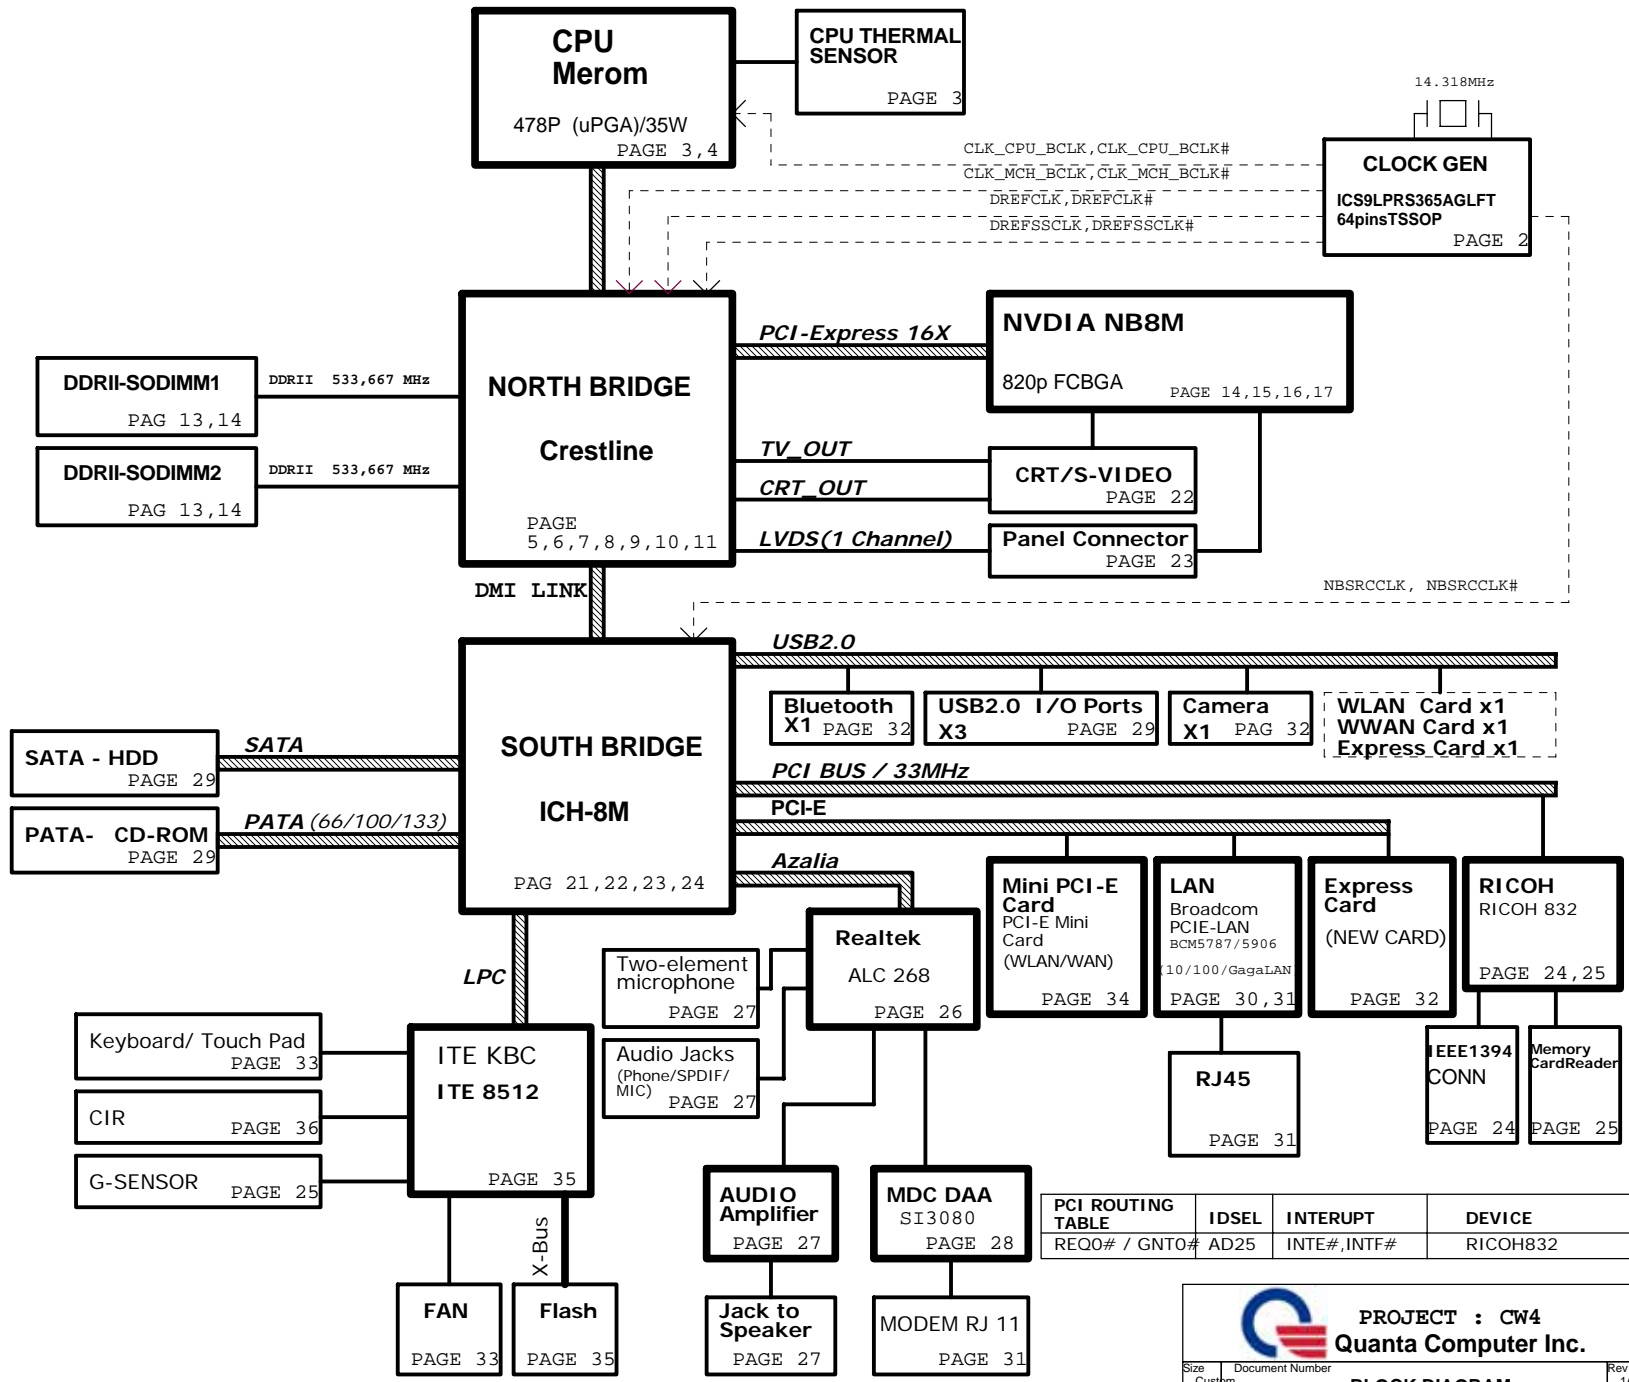 CPU
Merom
478P (uPGA)/35W
PAGE 3,4
CPU THERMAL
SENSOR
PAGE 3
14.318MHz
CLOCK GEN
ICS9LPRS365AGLFT
64pinsTSSOP
PAGE 2
CLK_CPU_BCLK,CLK_CPU_BCLK#
CLK_MCH_BCLK,CLK_MCH_BCLK#
DREFCLK,DREFCLK#
DREFSSCLK,DREFSSCLK#
NORTH BRIDGE
Crestline
PAGE
5,6,7,8,9,10,11
PCI-Express 16X
NVDIA NB8M
820p FCBGA
PAGE 14,15,16,17
DDRII-SODIMM1
PAG 13,14
DDRII 533,667 MHz
DDRII-SODIMM2
PAG 13,14
DDRII 533,667 MHz
TV_OUT
CRT_OUT
CRT/S-VIDEO
PAGE 22
LVDS(1 Channel)
Panel Connector
PAGE 23
DMI LINK
NBSRCCLK, NBSRCCLK#
SOUTH BRIDGE
ICH-8M
PAG 21,22,23,24
USB2.0
Bluetooth
X1 PAGE 32
USB2.0 I/O Ports
X3 PAGE 29
Camera
X1 PAG 32
WLAN Card x1
WWAN Card x1
Express Card x1
SATA - HDD
PAGE 29
SATA
PATA- CD-ROM
PAGE 29
PATA (66/100/133)
PCI BUS / 33MHz
PCI-E
Azalia
Mini PCI-E
Card
PCI-E Mini
Card
(WLAN/WAN)
PAGE 34
LAN
Broadcom
PCIE-LAN
BCM5787/5906
(10/100/GagaLAN
PAGE 30,31
Express
Card
(NEW CARD)
PAGE 32
RICOH
RICOH 832
PAGE 24,25
Realtek
ALC 268
PAGE 26
Two-element
microphone
PAGE 27
Audio Jacks
(Phone/SPDIF/
MIC) PAGE 27
LPC
Keyboard/ Touch Pad
PAGE 33
CIR
PAGE 36
G-SENSOR
PAGE 25
ITE KBC
ITE 8512
PAGE 35
RJ45
PAGE 31
IEEE1394
CONN
PAGE 24
Memory
CardReader
PAGE 25
AUDIO
Amplifier
PAGE 27
MDC DAA
SI3080
PAGE 28
X-Bus
FAN
PAGE 33
Flash
PAGE 35
Jack to
Speaker
PAGE 27
MODEM RJ 11
PAGE 31
PCI ROUTING
TABLE IDSEL INTERUPT DEVICE
REQ0# / GNT0# AD25 INTE#,INTF# RICOH832
PROJECT : CW4
Quanta Computer Inc.
Size Document Number Rev
Custom
BLOCK DIAGRAM